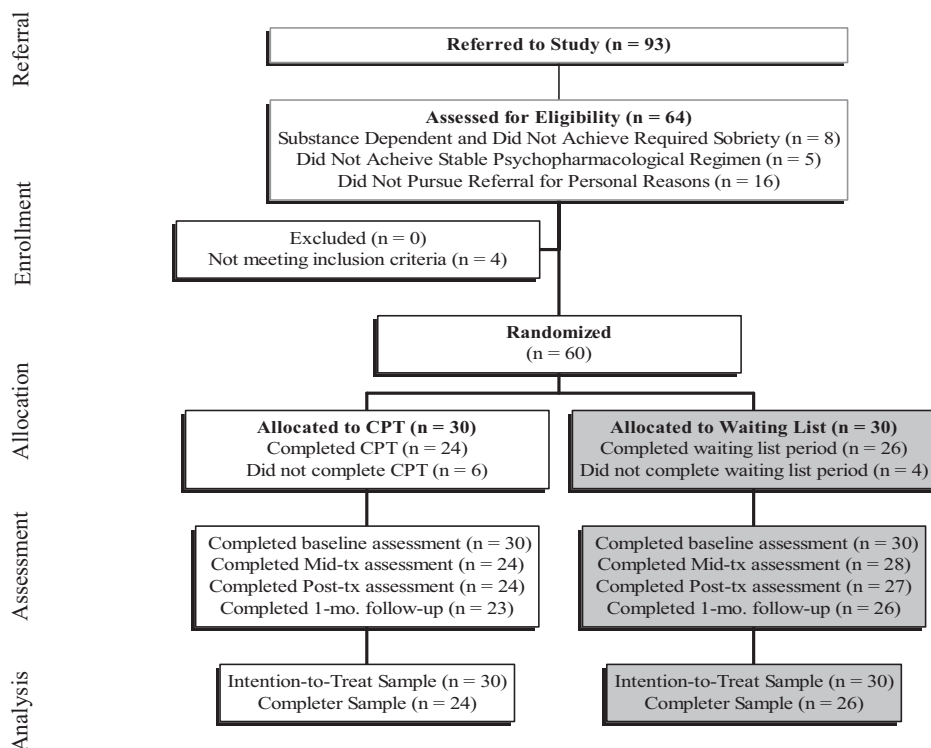 Referral
Referred to Study (n = 93)
Assessed for Eligibility (n = 64)
Substance Dependent and Did Not Achieve Required Sobriety (n = 8)
Did Not Acheive Stable Psychopharmacological Regimen (n = 5)
Did Not Pursue Referral for Personal Reasons (n = 16)
Enrollment
Excluded (n = 0)
Not meeting inclusion criteria (n = 4)
Randomized
(n = 60)
Allocation
Allocated to CPT (n = 30)
Completed CPT (n = 24)
Did not complete CPT (n = 6)
Allocated to Waiting List (n = 30)
Completed waiting list period (n = 26)
Did not complete waiting list period (n = 4)
Assessment
Completed baseline assessment (n = 30)
Completed Mid-tx assessment (n = 24)
Completed Post-tx assessment (n = 24)
Completed 1-mo. follow-up (n = 23)
Completed baseline assessment (n = 30)
Completed Mid-tx assessment (n = 28)
Completed Post-tx assessment (n = 27)
Completed 1-mo. follow-up (n = 26)
Analysis
Intention-to-Treat Sample (n = 30)
Completer Sample (n = 24)
Intention-to-Treat Sample (n = 30)
Completer Sample (n = 26)